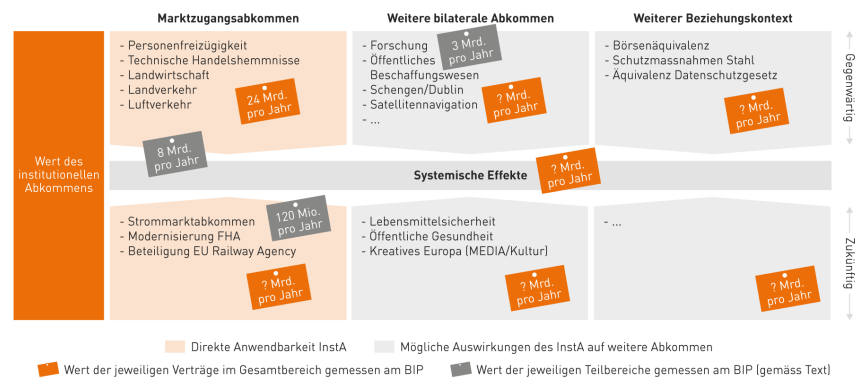 Marktzugangsabkommen
Weitere bilaterale Abkommen
Weiterer Beziehungskontext
Wert des
institutionellen
Abkommens
- Personenfreizügigkeit
- Technische Handelshemmnisse
- Landwirtschaft
- Landverkehr
- Luftverkehr
24 Mrd.
pro Jahr
8 Mrd.
pro Jahr
- Forschung
- Öffentliches
Beschaffungswesen
- Schengen/Dublin
- Satellitennavigation
- ...
3 Mrd.
pro Jahr
? Mrd.
pro Jahr
- Börsenäquivalenz
- Schutzmassnahmen Stahl
- Äquivalenz Datenschutzgesetz
? Mrd.
pro Jahr
Gegenwärtig
Systemische Effekte
? Mrd.
pro Jahr
- Strommarktabkommen
- Modernisierung FHA
- Beteiligung EU Railway Agency
120 Mio.
pro Jahr
? Mrd.
pro Jahr
- Lebensmittelsicherheit
- Öffentliche Gesundheit
- Kreatives Europa (MEDIA/Kultur)
? Mrd.
pro Jahr
- ...
? Mrd.
pro Jahr
Zukünftig
Direkte Anwendbarkeit InstA
Mögliche Auswirkungen des InstA auf weitere Abkommen
Wert der jeweiligen Verträge im Gesamtbereich gemessen am BIP
Wert der jeweiligen Teilbereiche gemessen am BIP (gemäss Text)